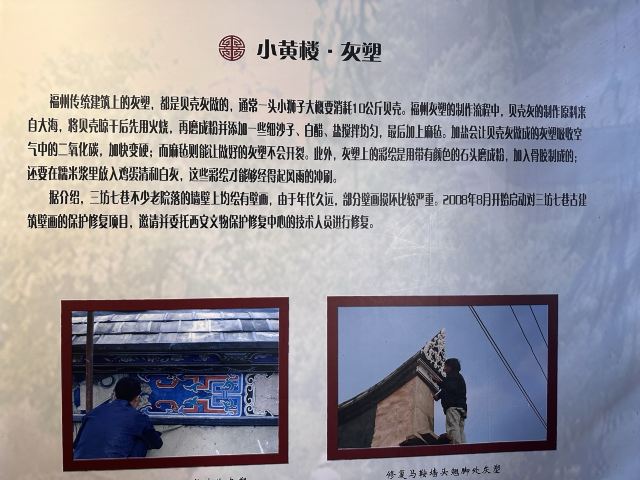 小黄楼·灰塑
福州传统建筑上的灰塑，都是贝壳灰做的，通常一头小狮子大概要消耗10公斤贝壳。福州灰塑的制作流程中，贝壳灰的制作原料来
自大海，将贝壳晾干后先用火烧，再磨成粉并添加一些细沙子、白醋、盐搅拌均匀，最后加上麻毡。加盐会让贝壳灰做成的灰塑吸收空
气中的二氧化碳，加快变硬；而麻毡则能让做好的灰塑不会开裂。此外，灰塑上的彩绘是用带有颜色的石头磨成粉，加入骨胶制成的；
还要在糯米浆里放入鸡蛋清和白灰，这些彩绘才能够经得起风雨的冲刷。
据介绍，三坊七巷不少老院落的墙壁上均绘有壁画，由于年代久远，部分壁画损坏比较严重。2008年8月开始启动对三坊七巷古建
筑壁画的保护修复项目，邀请并委托西安文物保护修复中心的技术人员进行修复。
修复马鞍墙头翘脚处灰塑